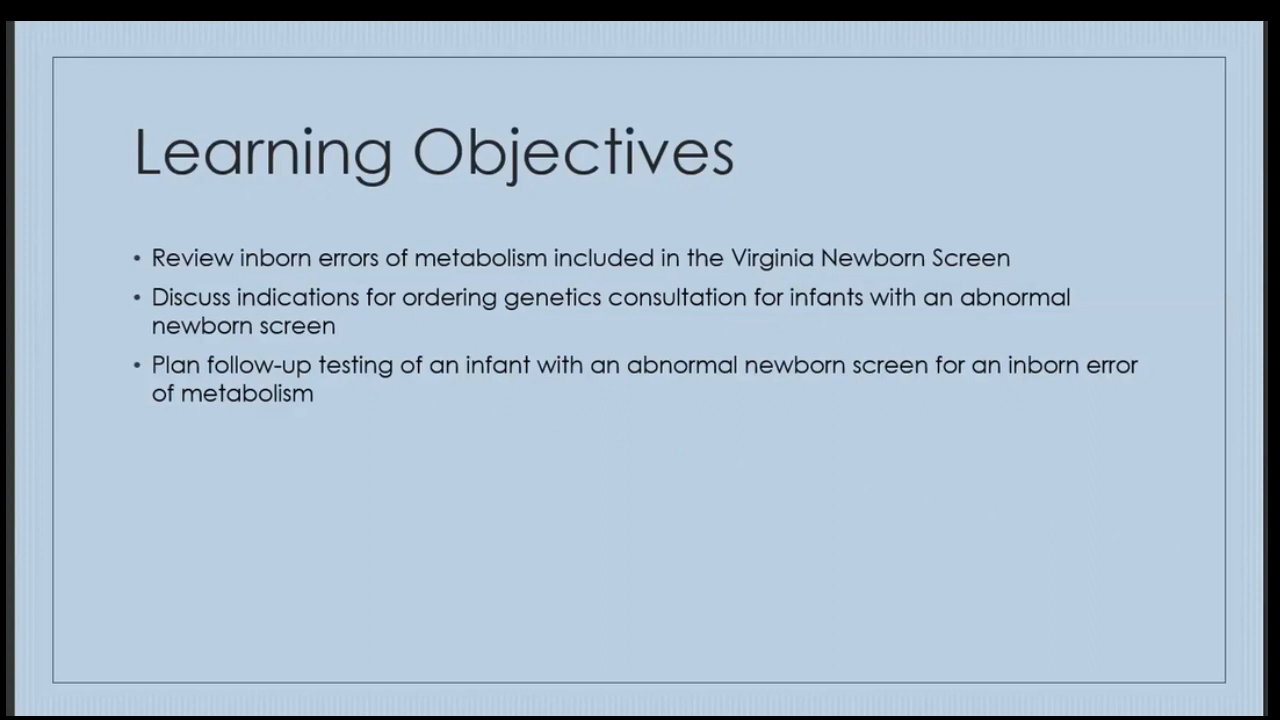 Learning Objectives
• Review inborn errors of metabolism included in the Virginia Newborn Screen
• Discuss indications for ordering genetics consultation for infants with an abnormal
newborn screen
• Plan follow-up testing of an infant with an abnormal newborn screen for an inborn error
of metabolism